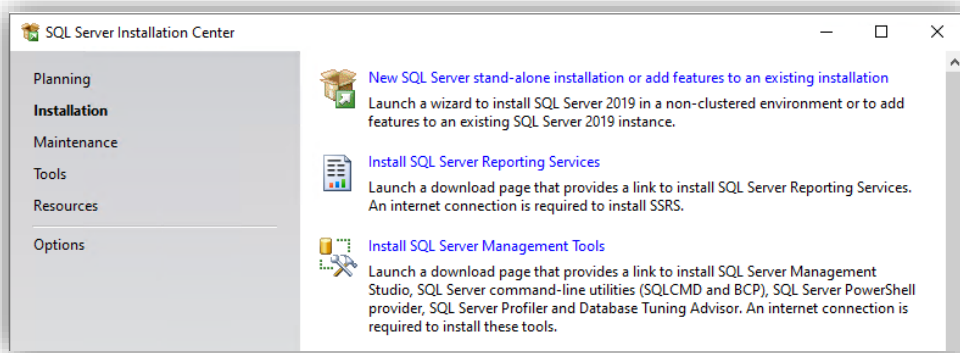 SQL Server Installation Center
Planning
Installation
Maintenance
Tools
Resources
Options
New SQL Server stand-alone installation or add features to an existing installation
Launch a wizard to install SQL Server 2019 in a non-clustered environment or to add
features to an existing SQL Server 2019 instance.
Install SQL Server Reporting Services
Launch a download page that provides a link to install SQL Server Reporting Services.
An internet connection is required to install SSRS.
Install SQL Server Management Tools
Launch a download page that provides a link to install SQL Server Management
Studio, SQL Server command-line utilities (SQLCMD and BCP), SQL Server PowerShell
provider, SQL Server Profiler and Database Tuning Advisor. An internet connection is
required to install these tools.